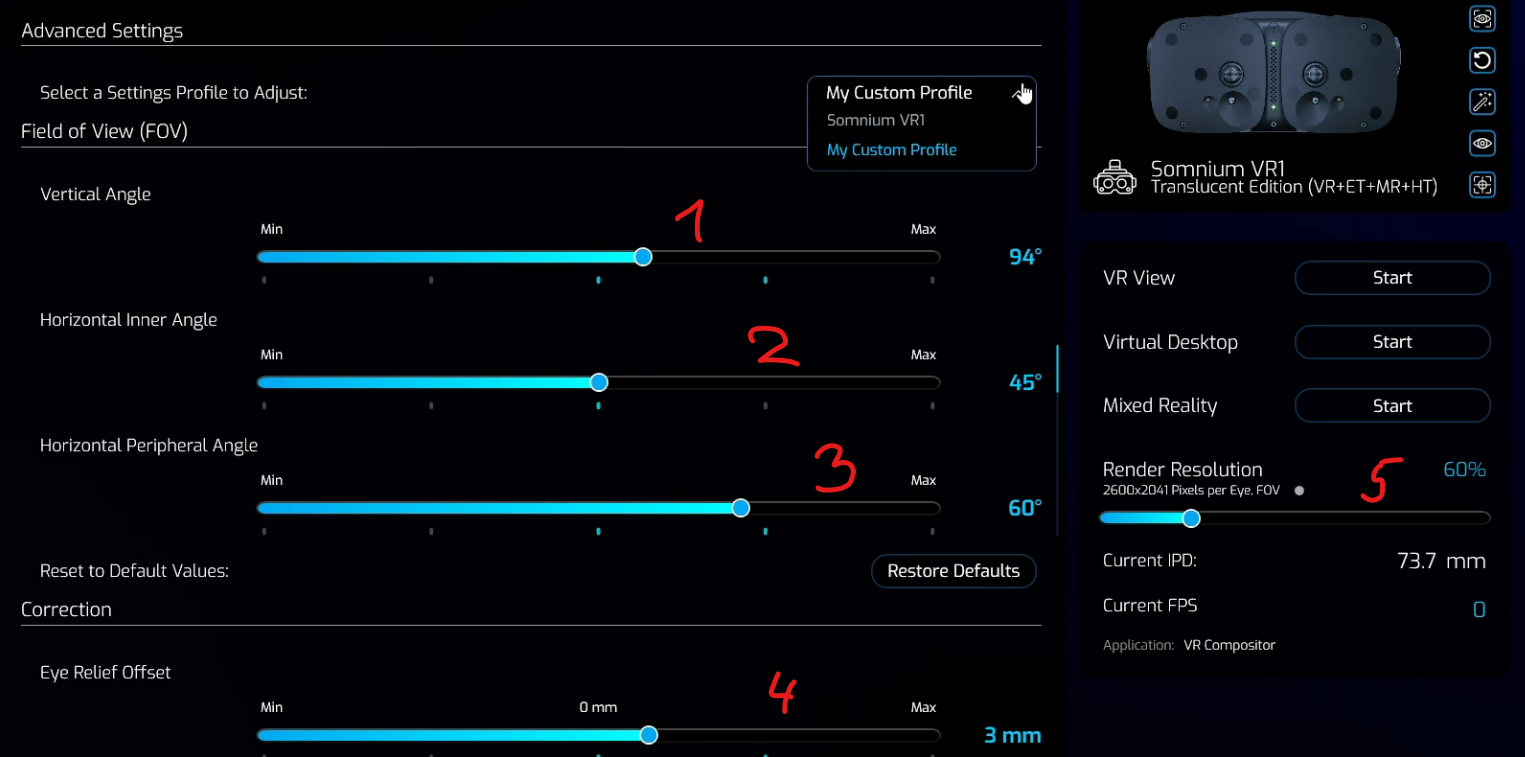 Advanced Settings
Select a Settings Profile to Adjust:
My Custom Profile
Somnium VR1
My Custom Profile
Field of View (FOV)
Vertical Angle
1
Min
Max
94°
Horizontal Inner Angle
2
Min
Max
45°
Horizontal Peripheral Angle
3
Min
Max
60°
Reset to Default Values:
Restore Defaults
Correction
Eye Relief Offset
4
Min
0 mm
Max
3 mm
Somnium VR1
Translucent Edition (VR+ET+MR+HT)
VR View
Start
Virtual Desktop
Start
Mixed Reality
Start
Render Resolution
60%
2600x2041 Pixels per Eye, FOV
5
Current IPD:
73.7 mm
Current FPS
0
Application: VR Compositor